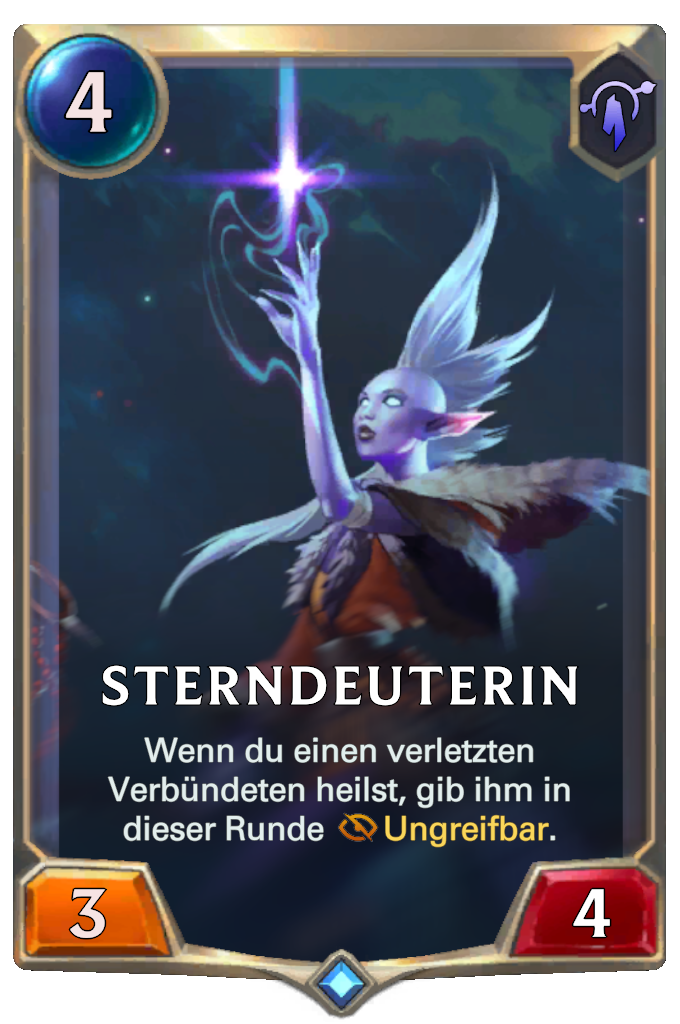 4
STERNDEUTERIN
Wenn du einen verletzten
Verbündeten heilst, gib ihm in
dieser Runde Ungreifbar.
3
4